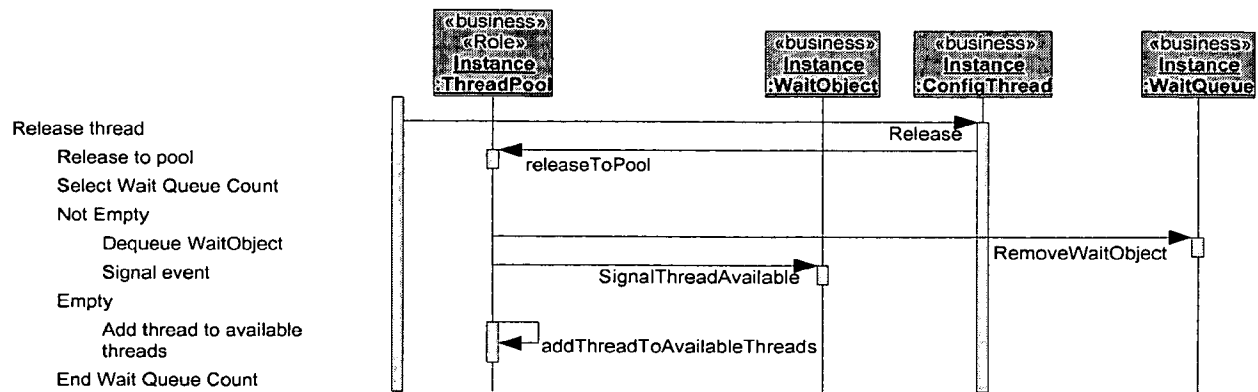 «business»
«Role»
Instance
:ThreadPool
«business»
Instance
:WaitObject
«business»
Instance
:ConfigThread
«business»
Instance
:WaitQueue
Release thread
Release
Release to pool
releaseToPool
Select Wait Queue Count
Not Empty
Dequeue WaitObject
RemoveWaitObject
Signal event
SignalThreadAvailable
Empty
Add thread to available
threads
addThreadToAvailableThreads
End Wait Queue Count